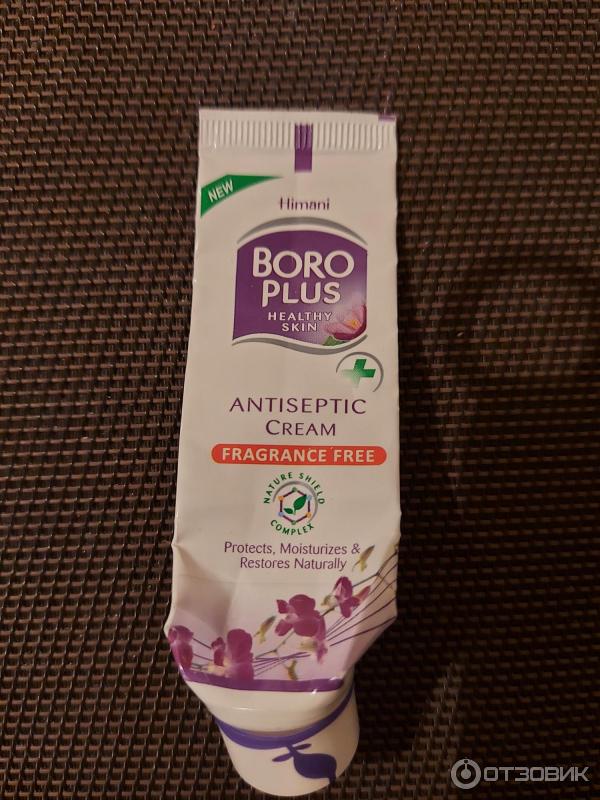 NEW
Himani
BORO
PLUS
HEALTHY
SKIN
ANTISEPTIC
CREAM
FRAGRANCE FREE
NATURE SHIELD
COMPLEX
Protects, Moisturizes &
Restores Naturally
ОТЗОВИК